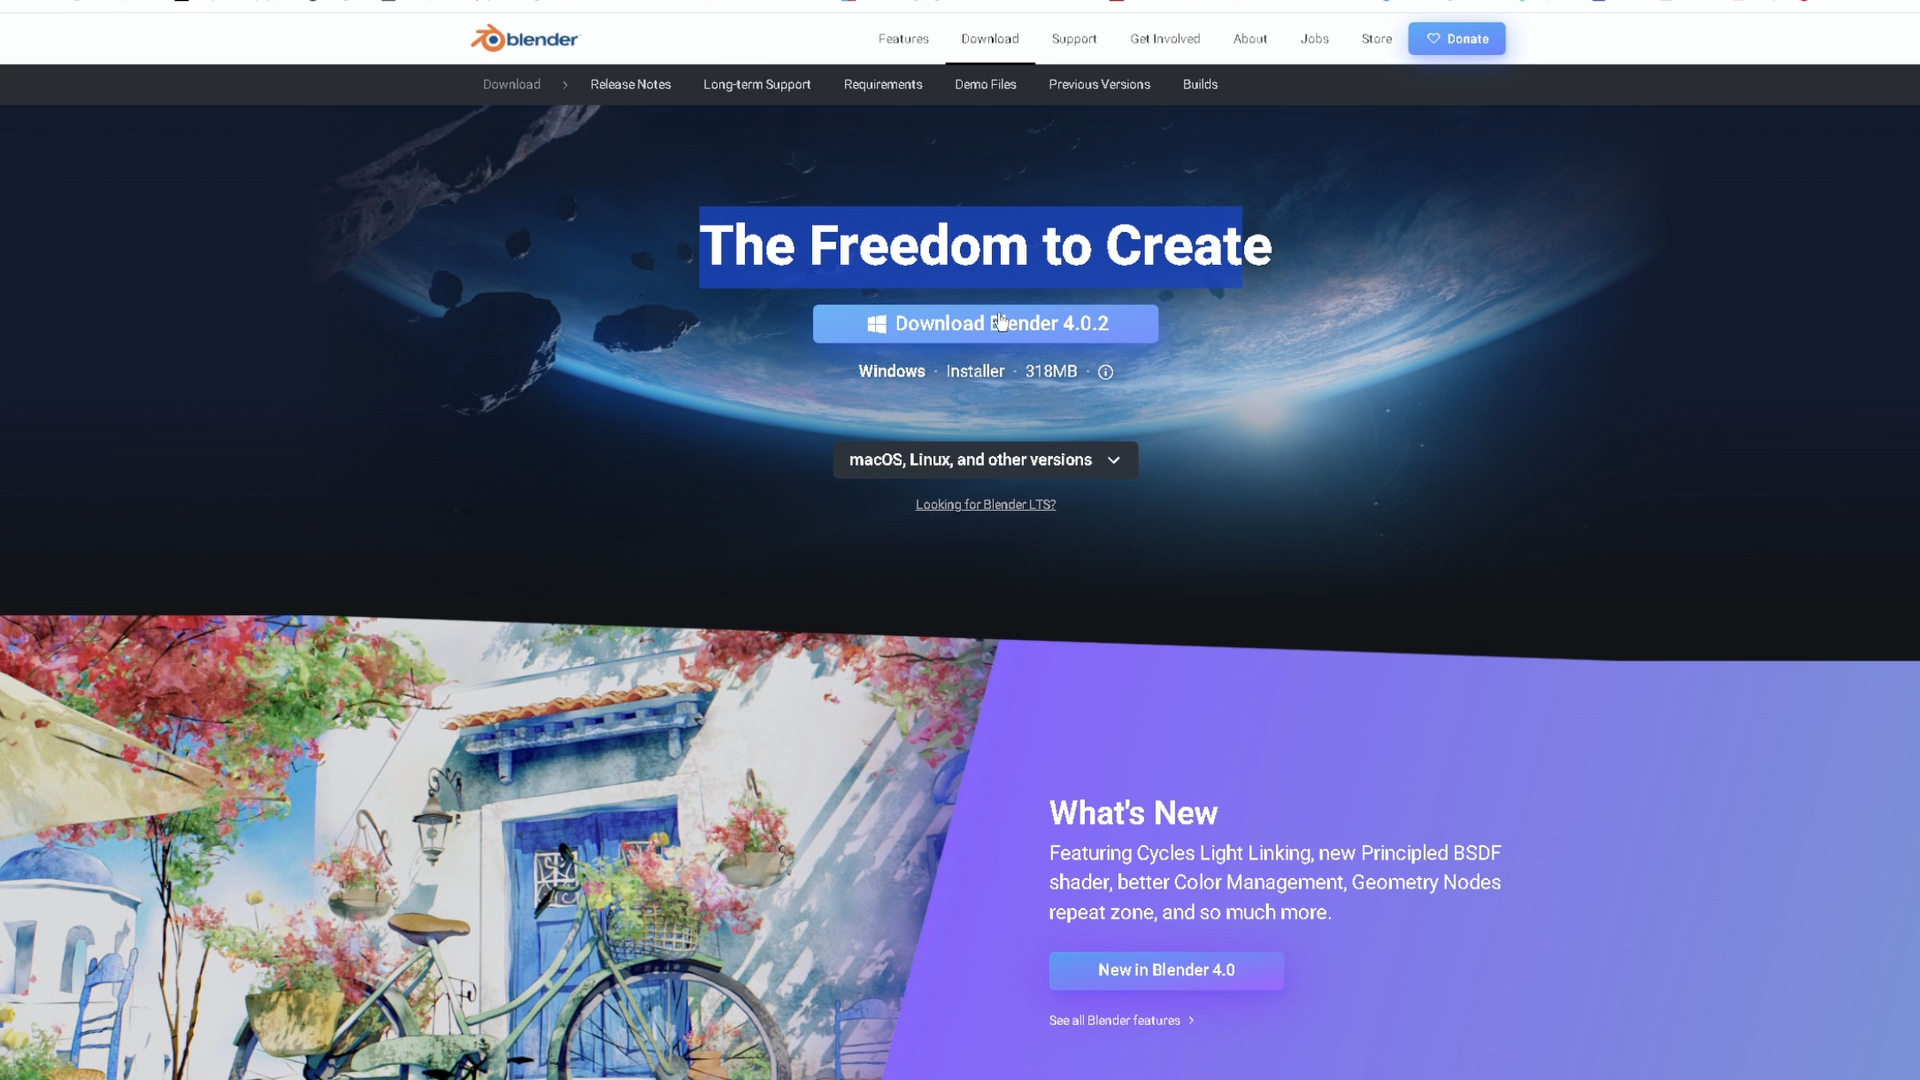 blender
Features Download Support Get Involved About Jobs Store Donate
Download Release Notes Long-term Support Requirements Demo Files Previous Versions Builds
The Freedom to Create
Download Blender 4.0.2
Windows · Installer · 318MB ·
macOS, Linux, and other versions
Looking for Blender LTS?
What's New
Featuring Cycles Light Linking, new Principled BSDF
shader, better Color Management, Geometry Nodes
repeat zone, and so much more.
New in Blender 4.0
See all Blender features